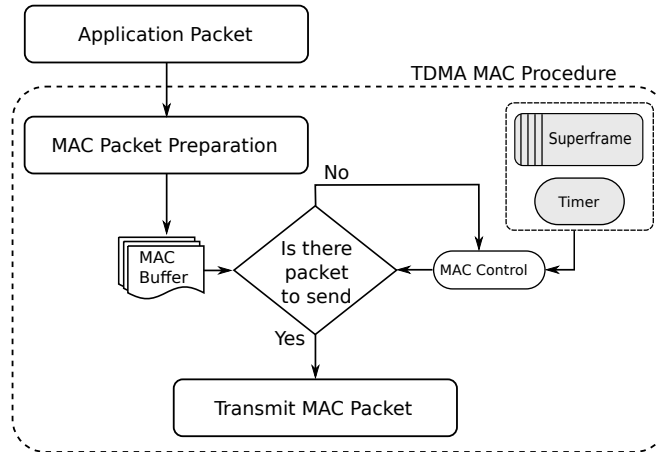 Application Packet
TDMA MAC Procedure
MAC Packet Preparation
Superframe
Timer
No
MAC
Buffer
Is there
packet
to send
MAC Control
Yes
Transmit MAC Packet